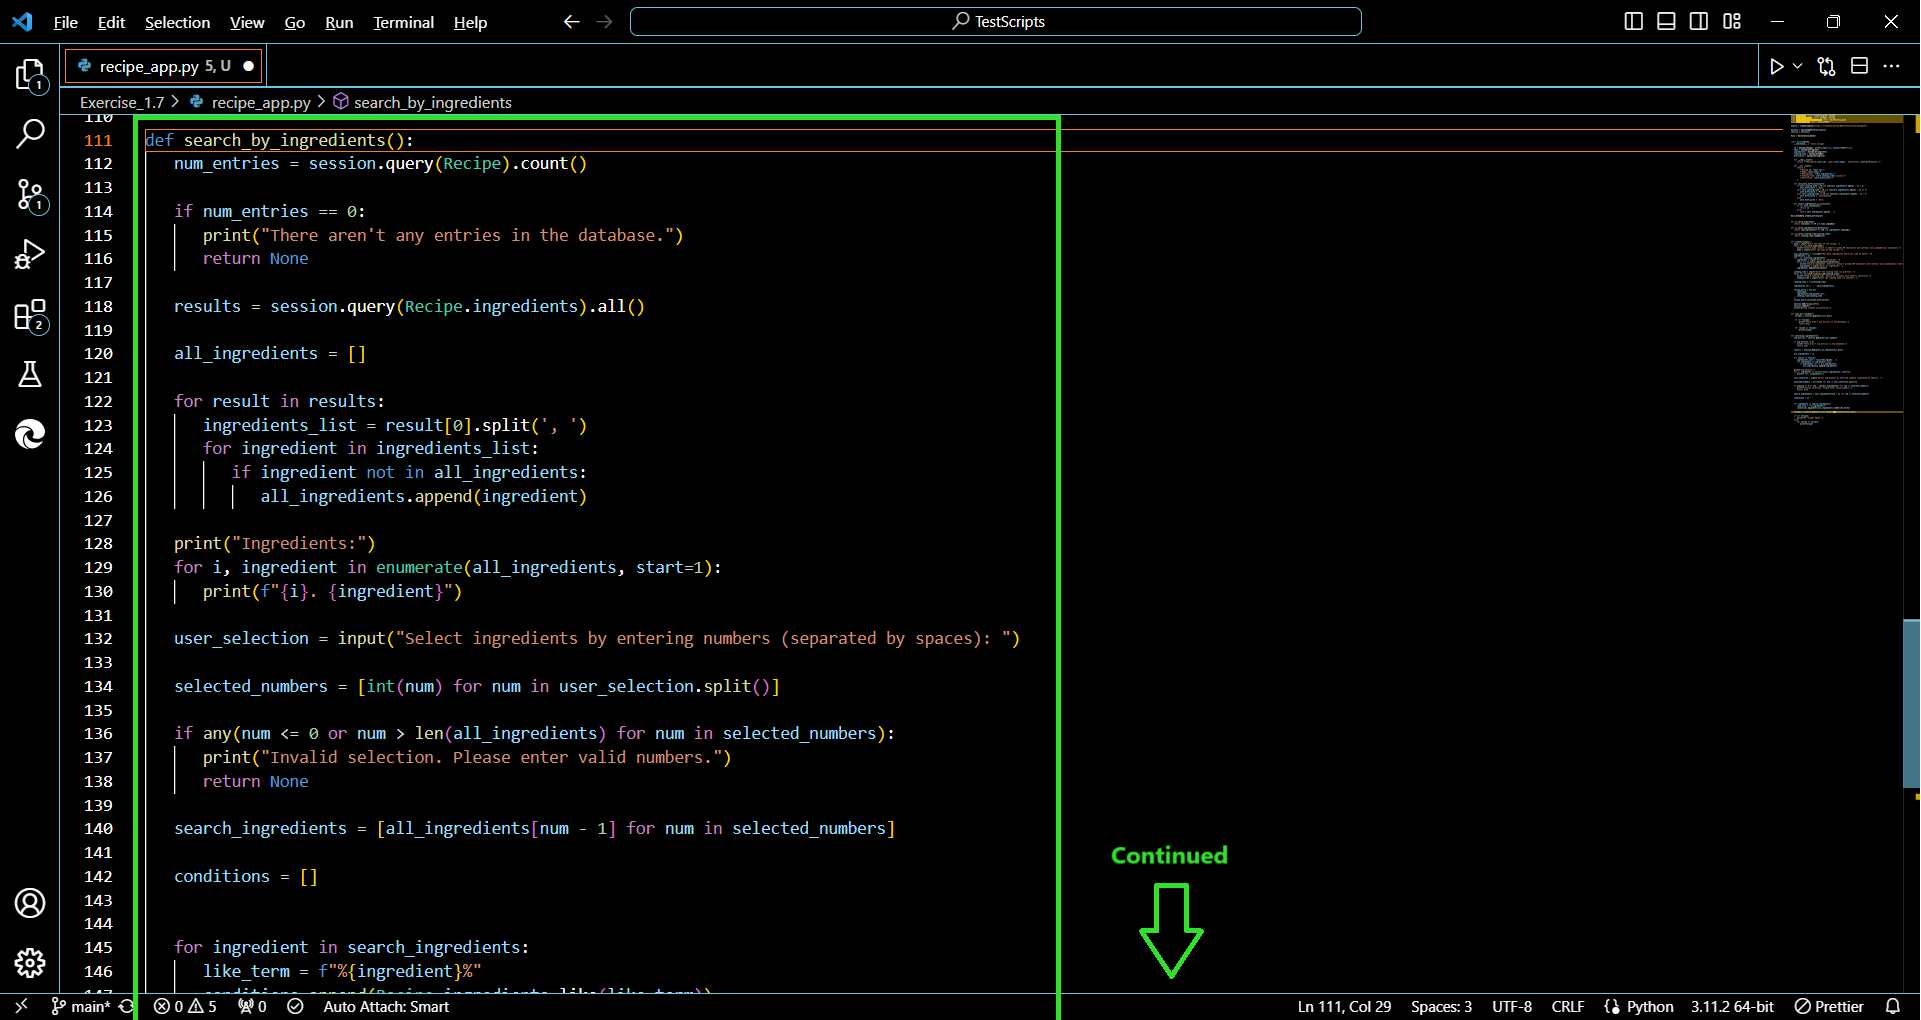 File Edit Selection View Go Run Terminal Help TestScripts
recipe_app.py 5, U
Exercise_1.7 > recipe_app.py > search_by_ingredients
110
111 def search_by_ingredients():
112 num_entries = session.query(Recipe).count()
113
114 if num_entries == 0:
115 print("There aren't any entries in the database.")
116 return None
117
118 results = session.query(Recipe.ingredients).all()
119
120 all_ingredients = []
121
122 for result in results:
123 ingredients_list = result[0].split(', ')
124 for ingredient in ingredients_list:
125 if ingredient not in all_ingredients:
126 all_ingredients.append(ingredient)
127
128 print("Ingredients:")
129 for i, ingredient in enumerate(all_ingredients, start=1):
130 print(f"{i}. {ingredient}")
131
132 user_selection = input("Select ingredients by entering numbers (separated by spaces): ")
133
134 selected_numbers = [int(num) for num in user_selection.split()]
135
136 if any(num <= 0 or num > len(all_ingredients) for num in selected_numbers):
137 print("Invalid selection. Please enter valid numbers.")
138 return None
139
140 search_ingredients = [all_ingredients[num - 1] for num in selected_numbers]
141
142 conditions = []
143
144
145 for ingredient in search_ingredients:
146 like_term = f"%{ingredient}%"
147 conditions.append(Recipe.ingredients.like(like_term))
Continued
1
1
2
main* 0 5 0 Auto Attach: Smart Ln 111, Col 29 Spaces: 3 UTF-8 CRLF Python 3.11.2 64-bit Prettier